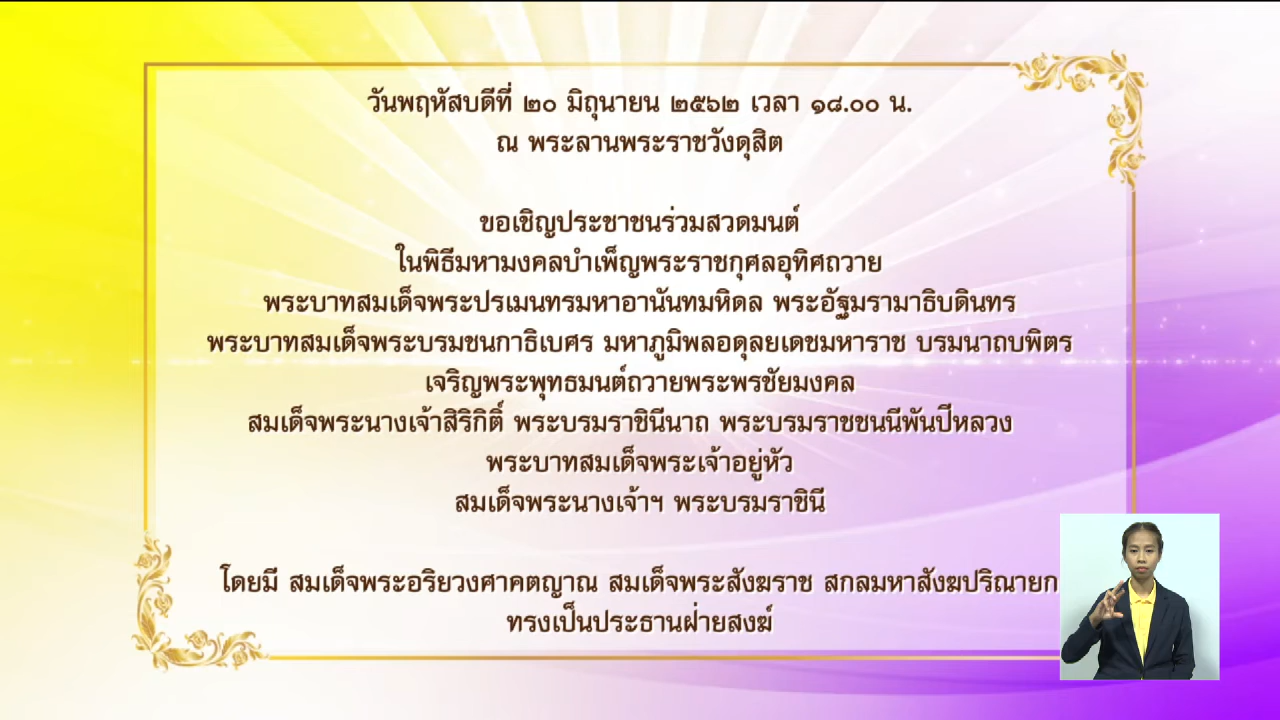 วันพฤหัสบดีที่ ๒๐ มิถุนายน ๒๕๖๒ เวลา ๑๘.๐๐ น.
ณ พระลานพระราชวังดุสิต
ขอเชิญประชาชนร่วมสวดมนต์
ในพิธีมหามงคลบำเพ็ญพระราชกุศลอุทิศถวาย
พระบาทสมเด็จพระปรเมนทรมหาอานันทมหิดล พระอัฐมรามาธิบดินทร
พระบาทสมเด็จพระบรมชนกาธิเบศร มหาภูมิพลอดุลยเดชมหาราช บรมนาถบพิตร
เจริญพระพุทธมนต์ถวายพระพรชัยมงคล
สมเด็จพระนางเจ้าสิริกิติ์ พระบรมราชินีนาถ พระบรมราชชนนีพันปีหลวง
พระบาทสมเด็จพระเจ้าอยู่หัว
สมเด็จพระนางเจ้าฯ พระบรมราชินี
โดยมี สมเด็จพระอริยวงศาคตญาณ สมเด็จพระสังฆราช สกลมหาสังฆปริณายก
ทรงเป็นประธานฝ่ายสงฆ์